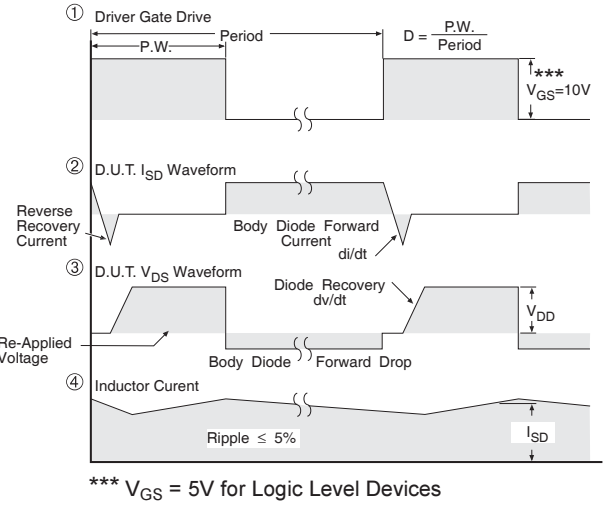 ① Driver Gate Drive
P.W.
Period
D = P.W.
Period
***
VGS=10V
② D.U.T. ISD Waveform
Reverse
Recovery
Current
Body Diode Forward
Current
di/dt
③ D.U.T. VDS Waveform
Diode Recovery
dv/dt
VDD
Re-Applied
Voltage
Body Diode
Forward Drop
④ Inductor Curent
Ripple ≤ 5%
ISD
*** VGS = 5V for Logic Level Devices